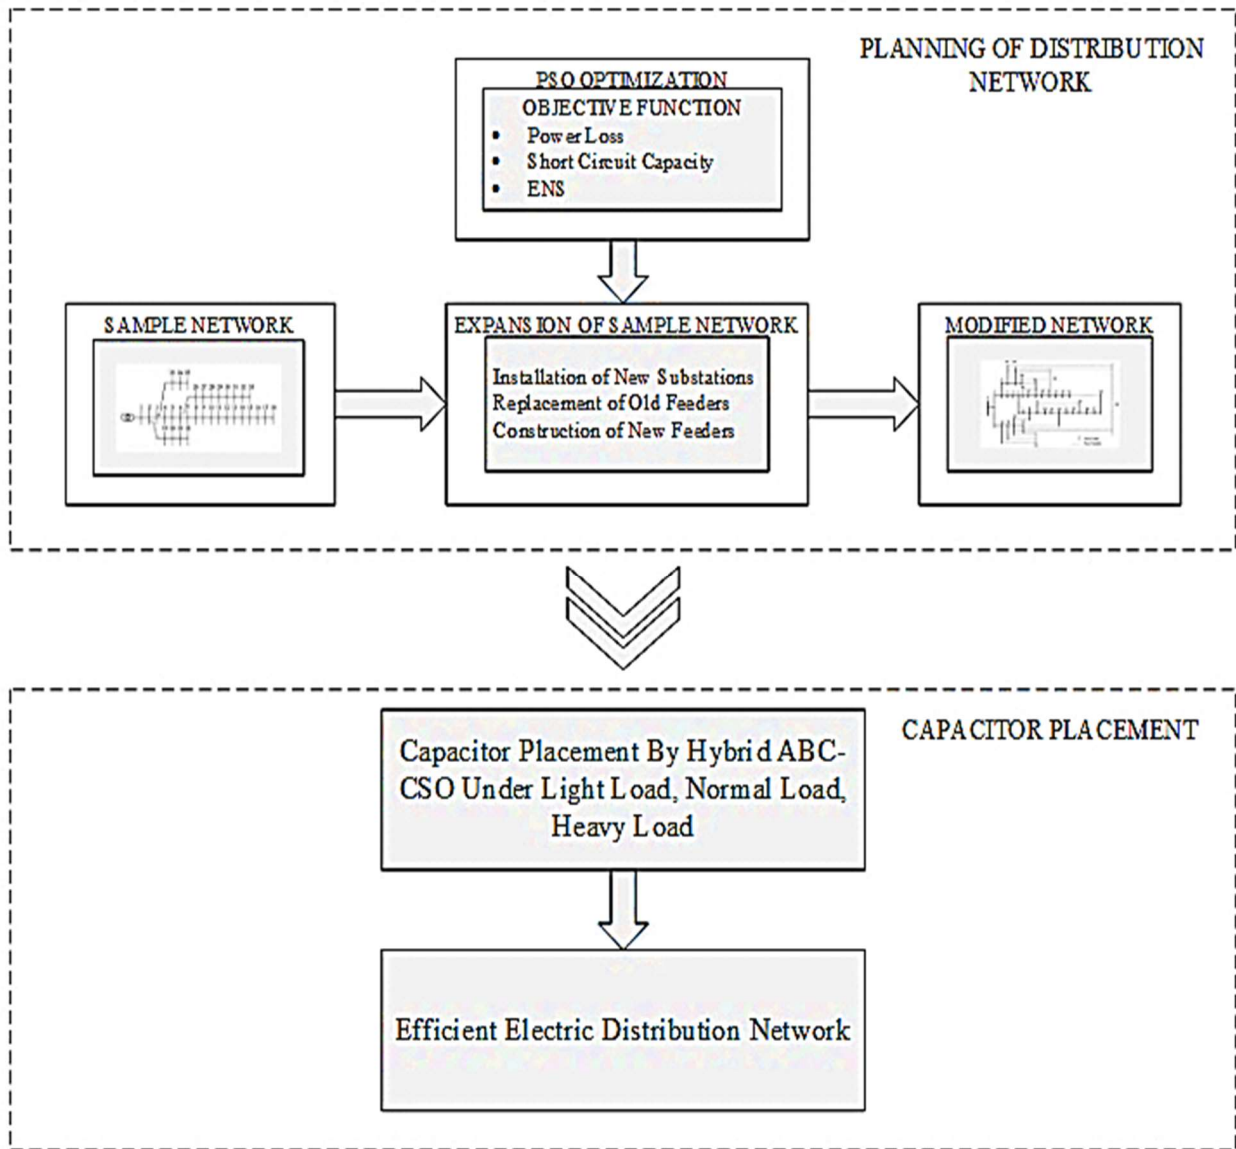 PLANNING OF DISTRIBUTION
NETWORK
PSO OPTIMIZATION
OBJECTIVE FUNCTION
• Power Loss
• Short Circuit Capacity
• ENS
SAMPLE NETWORK
EXPANSION OF SAMPLE NETWORK
Installation of New Substations
Replacement of Old Feeders
Construction of New Feeders
MODIFIED NETWORK
CAPACITOR PLACEMENT
Capacitor Placement By Hybrid ABC-
CSO Under Light Load, Normal Load,
Heavy Load
Efficient Electric Distribution Network